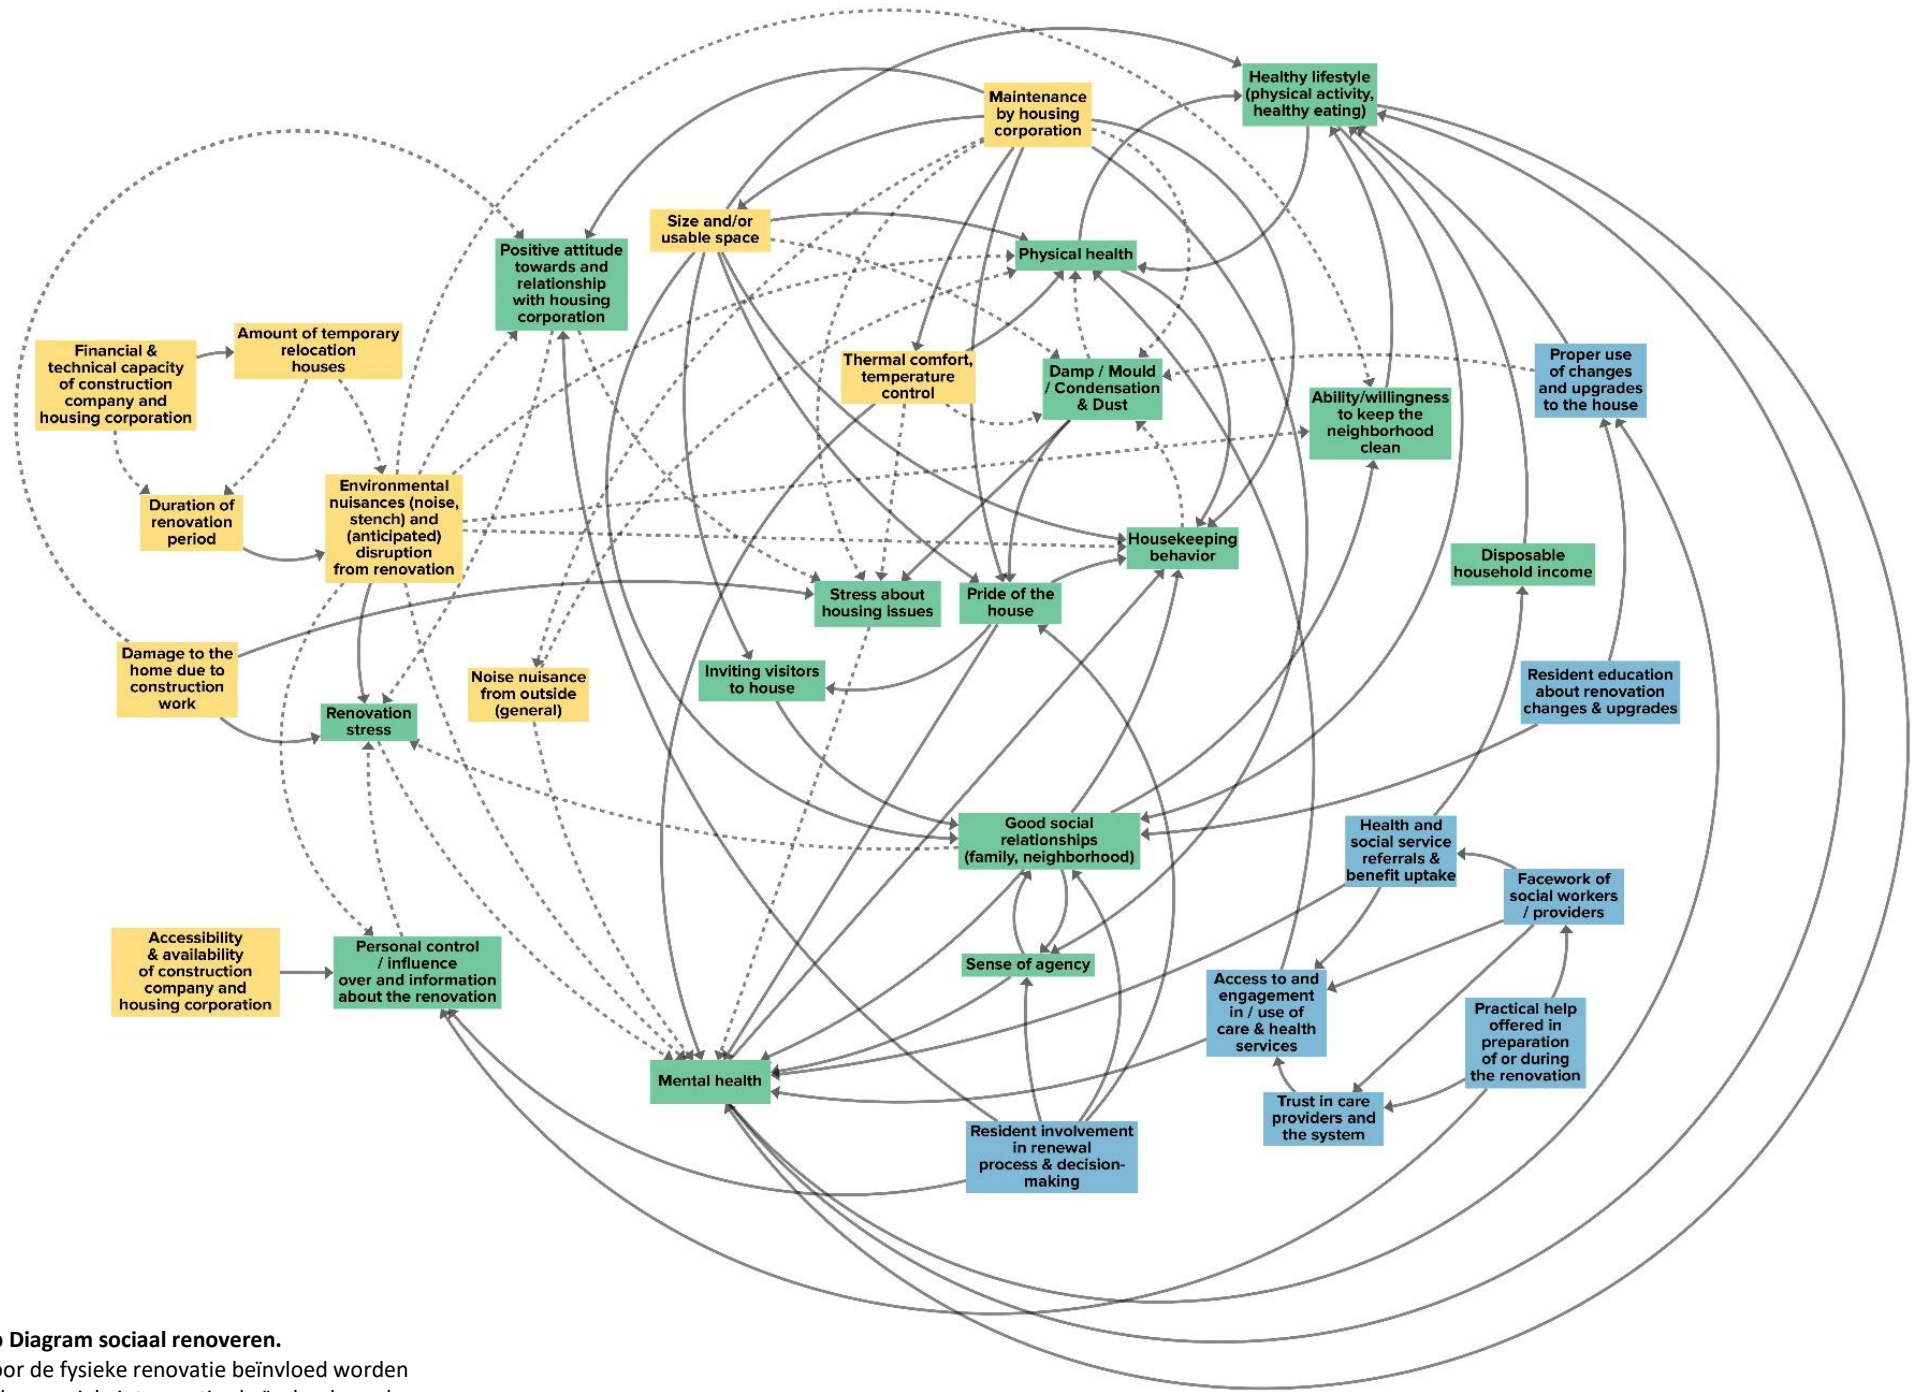 Healthy lifestyle
(physical activity,
healthy eating)
Maintenance
by housing
corporation
Size and/or
usable space
Positive attitude
towards and
relationship
with housing
corporation
Physical health
Financial &
technical capacity
of construction
company and
housing corporation
Amount of temporary
relocation
houses
Thermal comfort,
temperature
control
Damp / Mould
/ Condensation
& Dust
Proper use
of changes
and upgrades
to the house
Ability/willingness
to keep the
neighborhood
clean
Duration of
renovation
period
Environmental
nuisances (noise,
stench) and
(anticipated)
disruption
from renovation
Housekeeping
behavior
Disposable
household income
Stress about
housing issues
Pride of the
house
Damage to the
home due to
construction
work
Noise nuisance
from outside
(general)
Inviting visitors
to house
Resident education
about renovation
changes & upgrades
Renovation
stress
Good social
relationships
(family, neighborhood)
Health and
social service
referrals &
benefit uptake
Facework of
social workers
/ providers
Accessibility
& availability
of construction
company and
housing corporation
Personal control
/ influence
over and information
about the renovation
Sense of agency
Access to and
engagement
in / use of
care & health
services
Practical help
offered in
preparation
of or during
the renovation
Mental health
Trust in care
providers and
the system
Resident involvement
in renewal
process & decision-
making
Diagram sociaal renoveren.
de fysieke renovatie beïnvloed worden